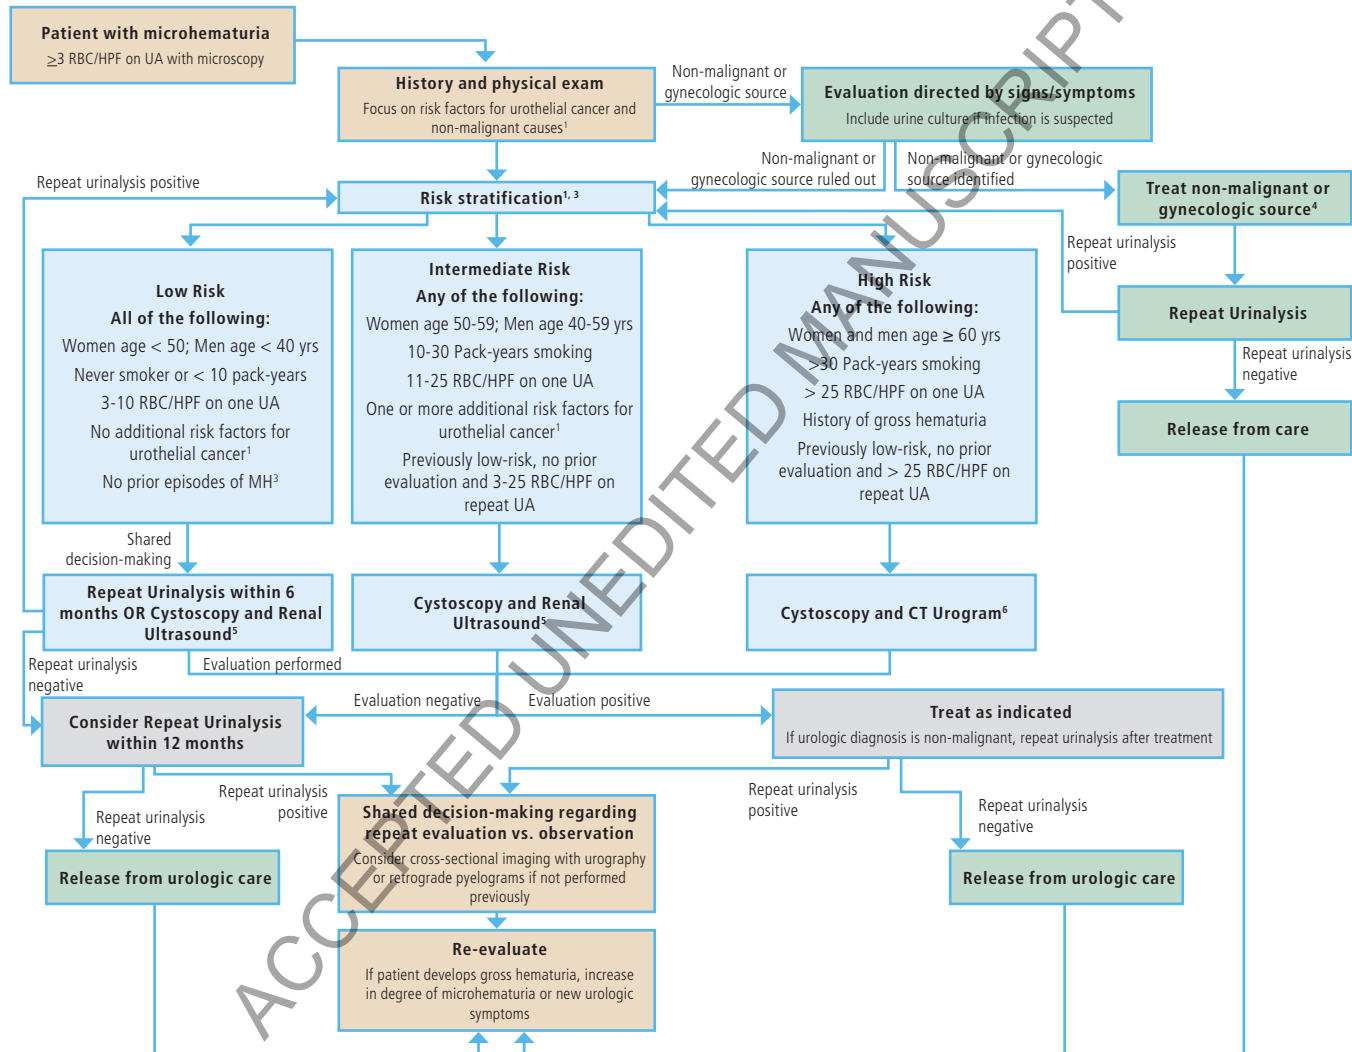 Patient with microhematuria
≥3 RBC/HPF on UA with microscopy
History and physical exam
Focus on risk factors for urothelial cancer and
non-malignant causes¹
Non-malignant or
gynecologic source
Evaluation directed by signs/symptoms
Include urine culture if infection is suspected
Non-malignant or
gynecologic source ruled out
Non-malignant or gynecologic
source identified
Treat non-malignant or
gynecologic source⁴
Repeat urinalysis positive
Risk stratification¹, ³
Repeat urinalysis
positive
Repeat Urinalysis
Repeat urinalysis
negative
Release from care
Low Risk
All of the following:
Women age < 50; Men age < 40 yrs
Never smoker or < 10 pack-years
3-10 RBC/HPF on one UA
No additional risk factors for
urothelial cancer¹
No prior episodes of MH³
Intermediate Risk
Any of the following:
Women age 50-59; Men age 40-59 yrs
10-30 Pack-years smoking
11-25 RBC/HPF on one UA
One or more additional risk factors for
urothelial cancer¹
Previously low-risk, no prior
evaluation and 3-25 RBC/HPF on
repeat UA
High Risk
Any of the following:
Women and men age ≥ 60 yrs
>30 Pack-years smoking
> 25 RBC/HPF on one UA
History of gross hematuria
Previously low-risk, no prior
evaluation and > 25 RBC/HPF on
repeat UA
Shared
decision-making
Repeat Urinalysis within 6
months OR Cystoscopy and Renal
Ultrasound⁵
Cystoscopy and Renal
Ultrasound⁵
Cystoscopy and CT Urogram⁶
Repeat urinalysis
negative
Evaluation performed
Evaluation negative
Evaluation positive
Consider Repeat Urinalysis
within 12 months
Treat as indicated
If urologic diagnosis is non-malignant, repeat urinalysis after treatment
Repeat urinalysis
negative
Repeat urinalysis
positive
Repeat urinalysis
positive
Repeat urinalysis
negative
Shared decision-making regarding
repeat evaluation vs. observation
Consider cross-sectional imaging with urography
or retrograde pyelograms if not performed
previously
Release from urologic care
Release from urologic care
Re-evaluate
If patient develops gross hematuria, increase
in degree of microhematuria or new urologic
symptoms
ACCEPTED UNEDITED MANUSCRIPT